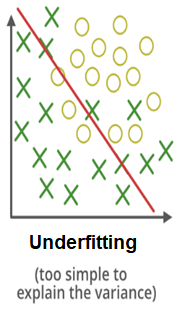 Underfitting
(too simple to
explain the variance)